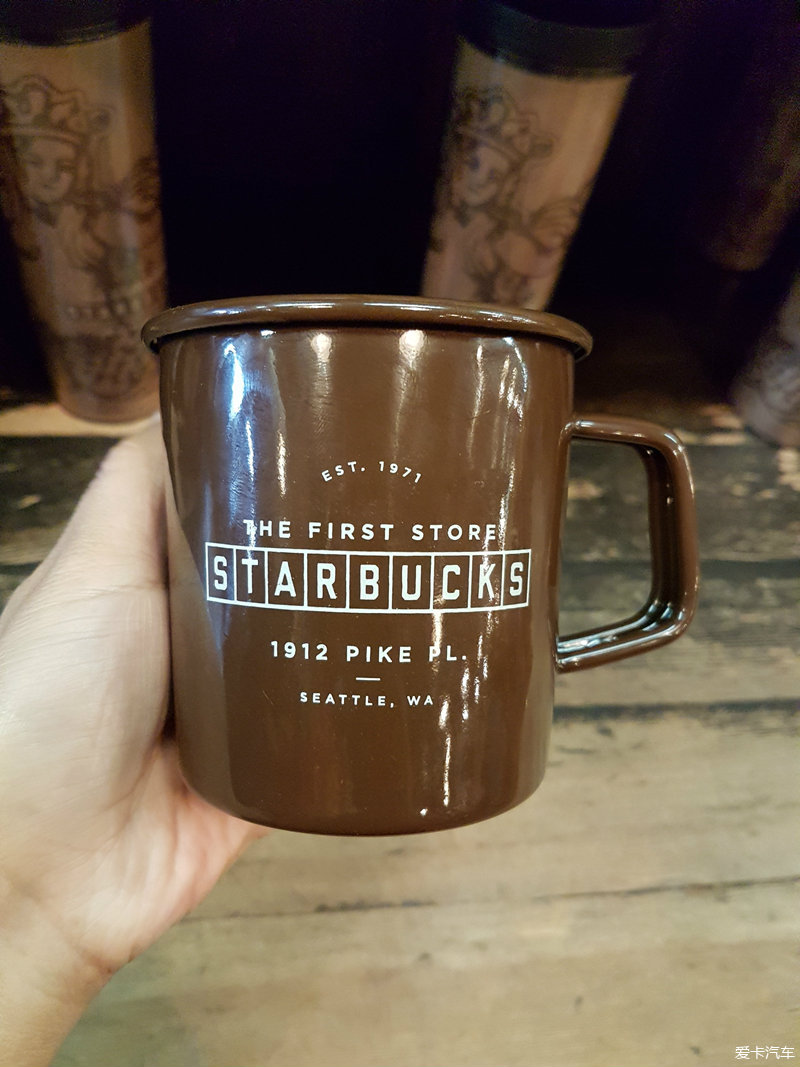 EST. 1971
THE FIRST STORE
STARBUCKS
1912 PIKE PL.
SEATTLE, WA
爱卡汽车